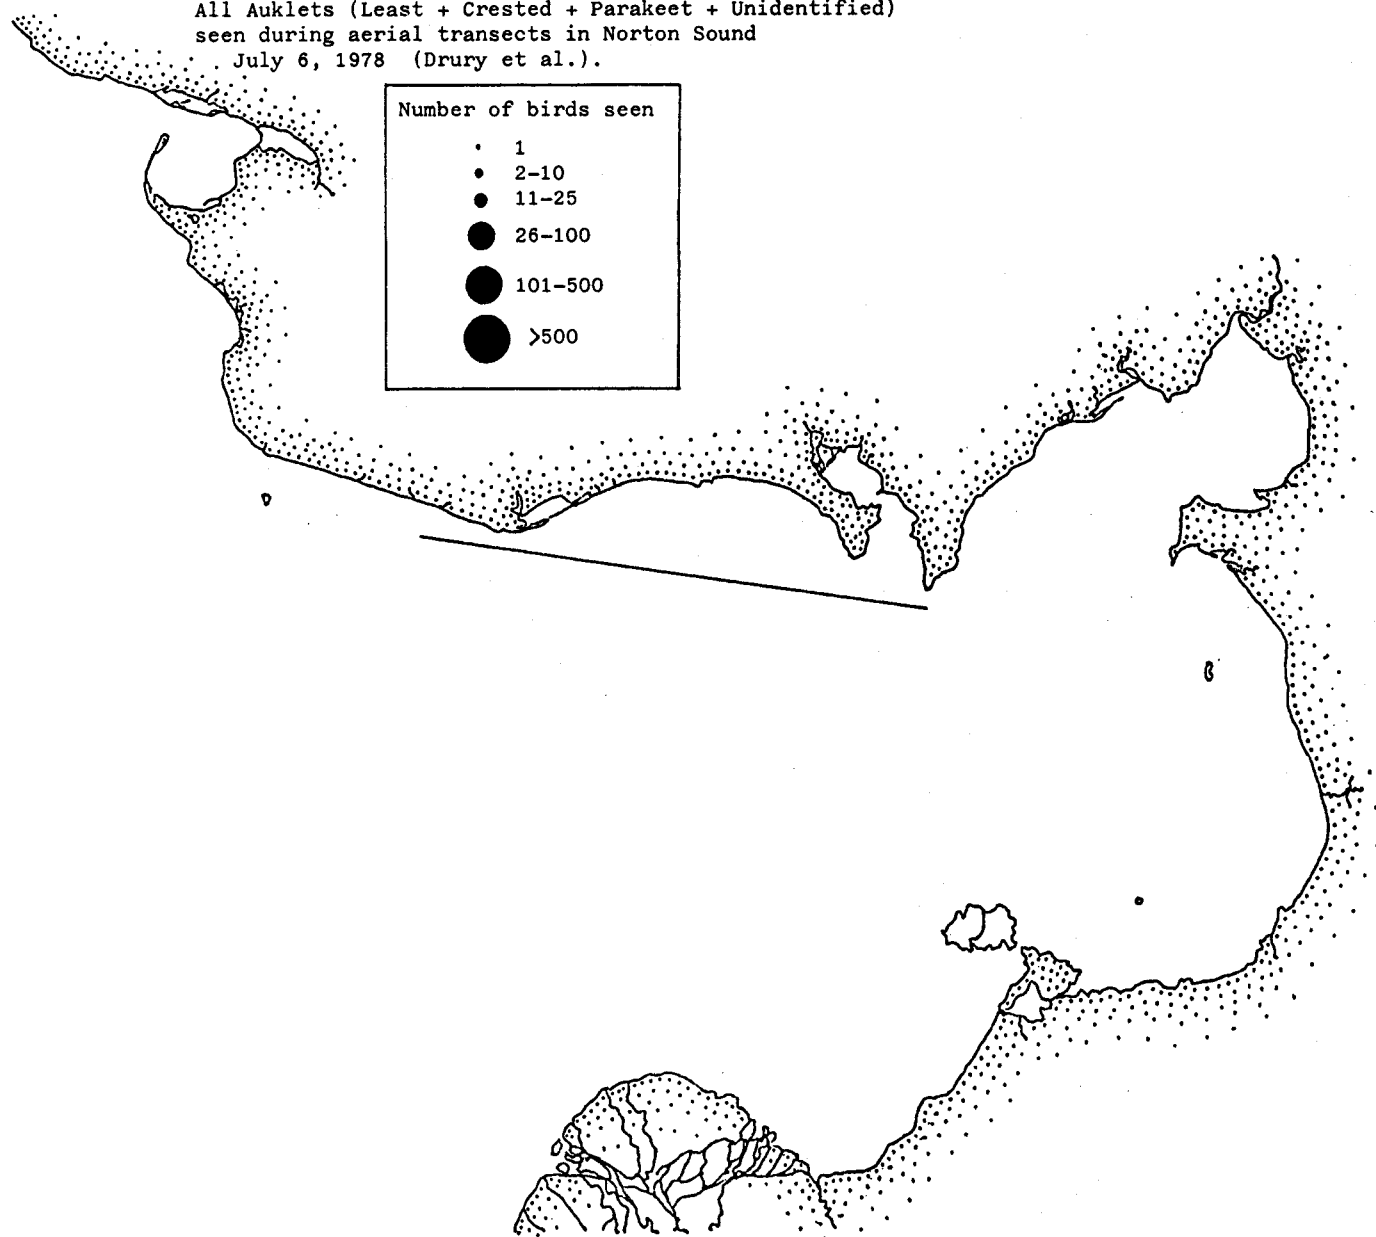 All Auklets (Least + Crested + Parakeet + Unidentified)
seen during aerial transects in Norton Sound
July 6, 1978 (Drury et al.).
Number of birds seen
1
2–10
11–25
26–100
101–500
>500